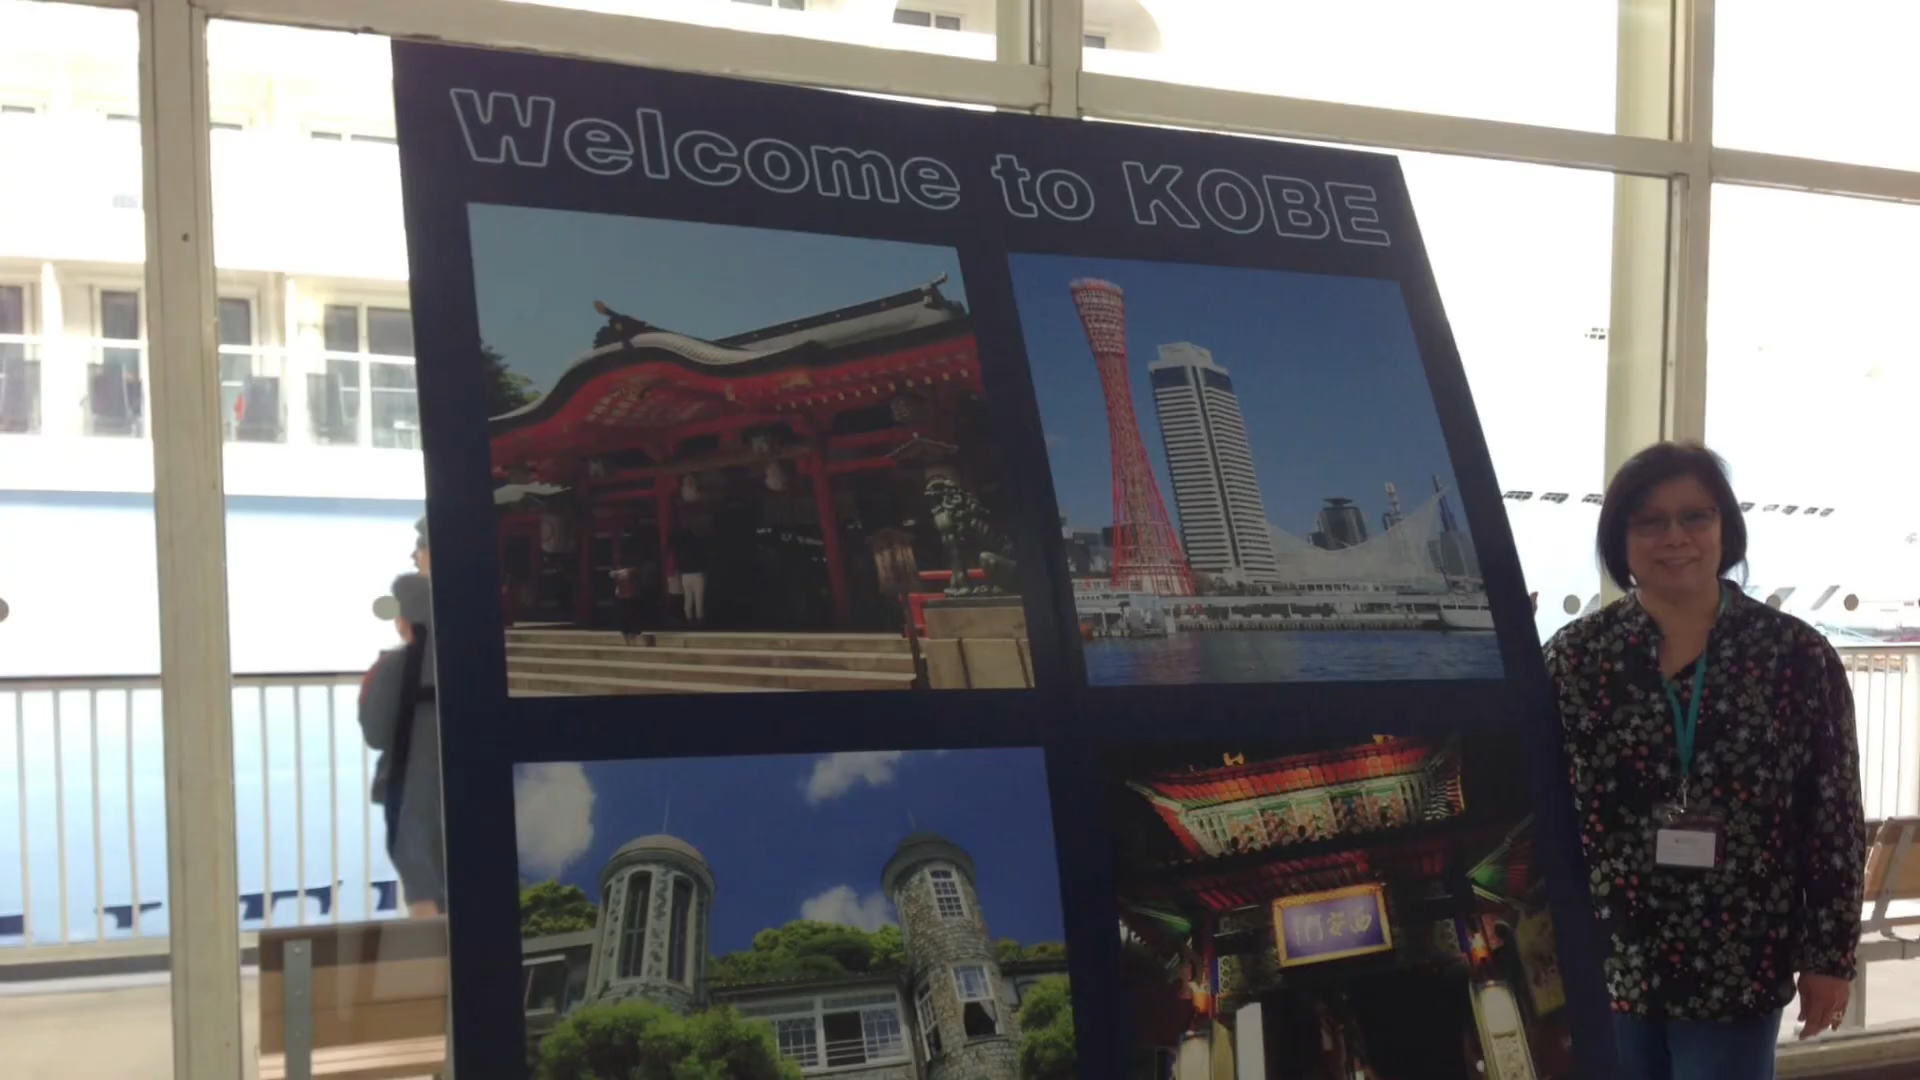 Welcome to KOBE
西安門